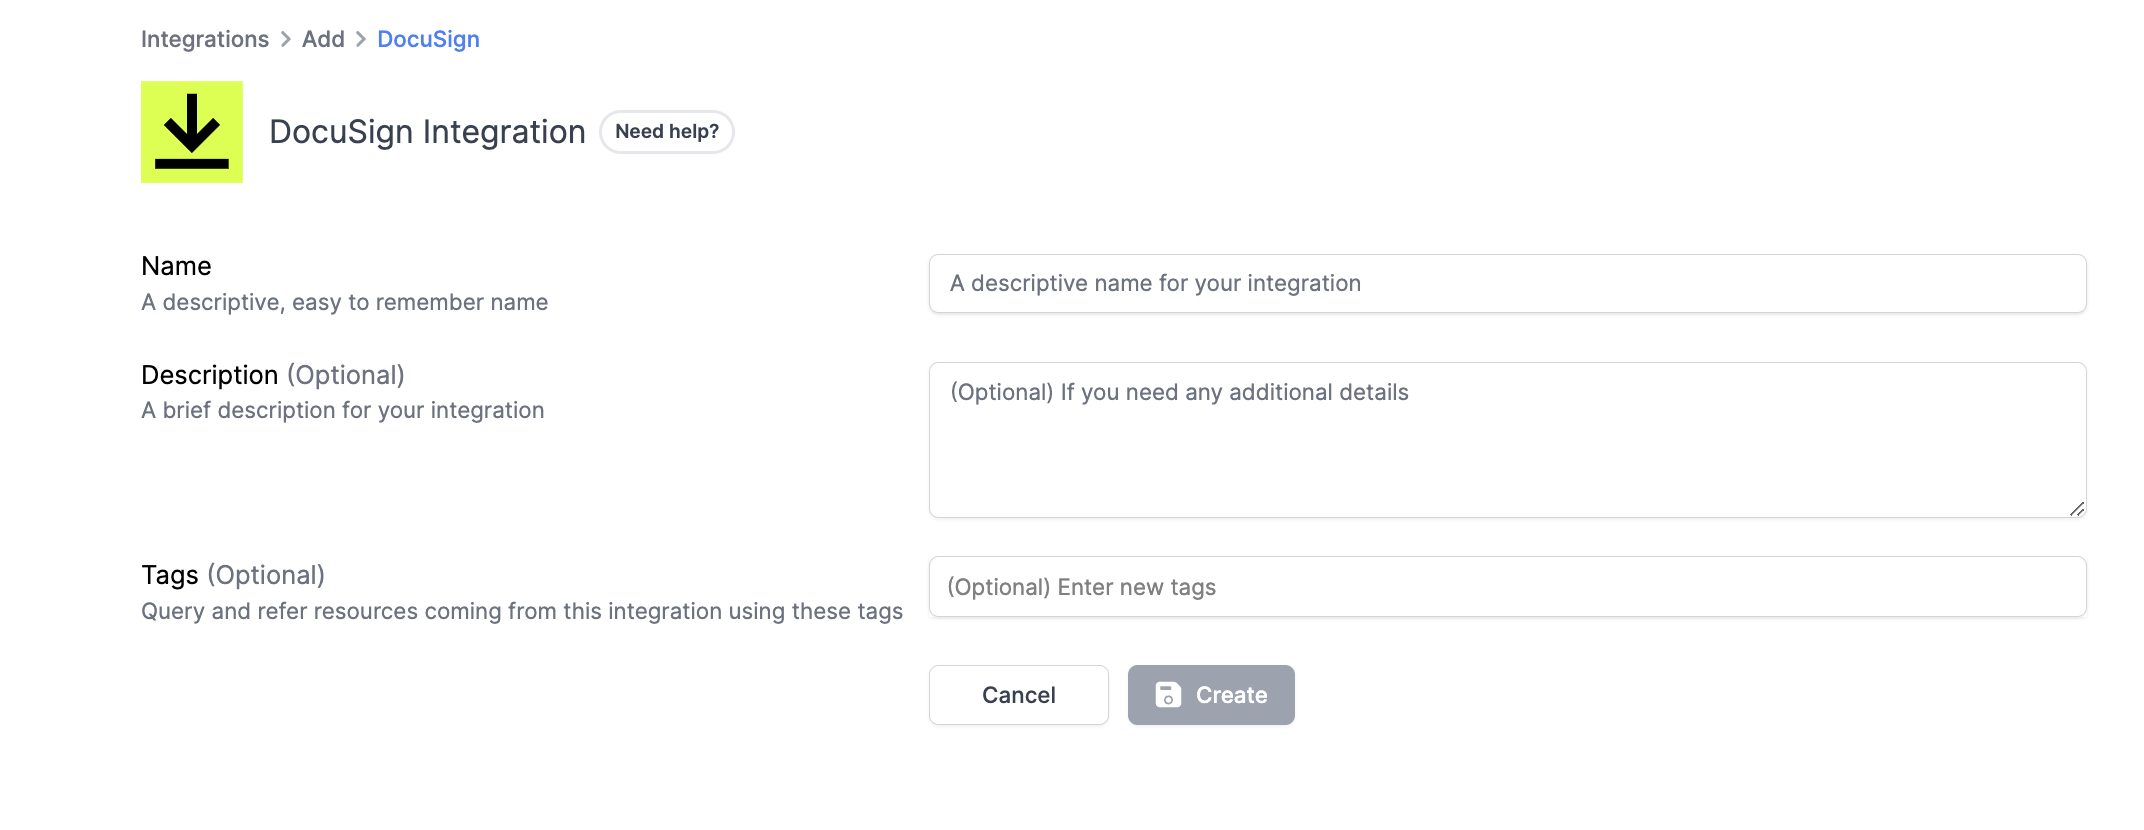 Integrations > Add > DocuSign
DocuSign Integration Need help?
Name
A descriptive, easy to remember name
A descriptive name for your integration
Description (Optional)
A brief description for your integration
(Optional) If you need any additional details
Tags (Optional)
Query and refer resources coming from this integration using these tags
(Optional) Enter new tags
Cancel Create